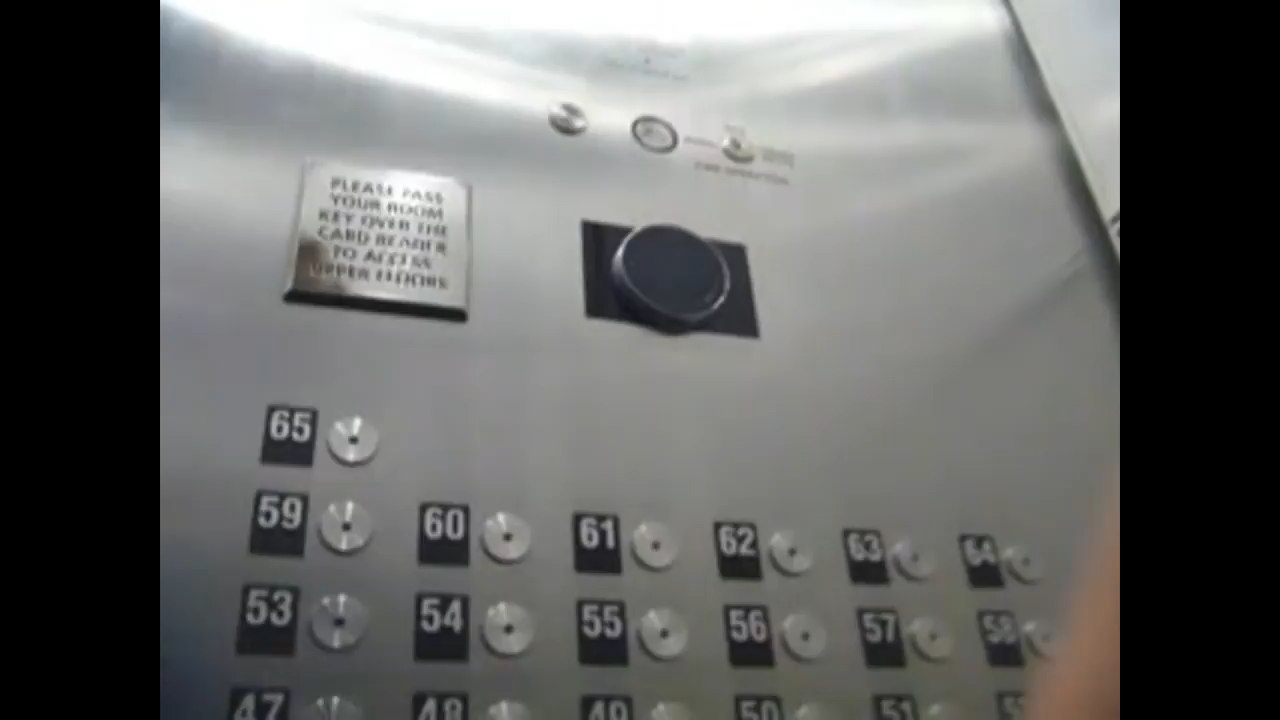 PLEASE PASS
YOUR ROOM
KEY OVER THE
CARD READER
TO ACCESS
UPPER FLOORS
65
59 60 61 62 63 64
53 54 55 56 57 58
47 48 49 50 51